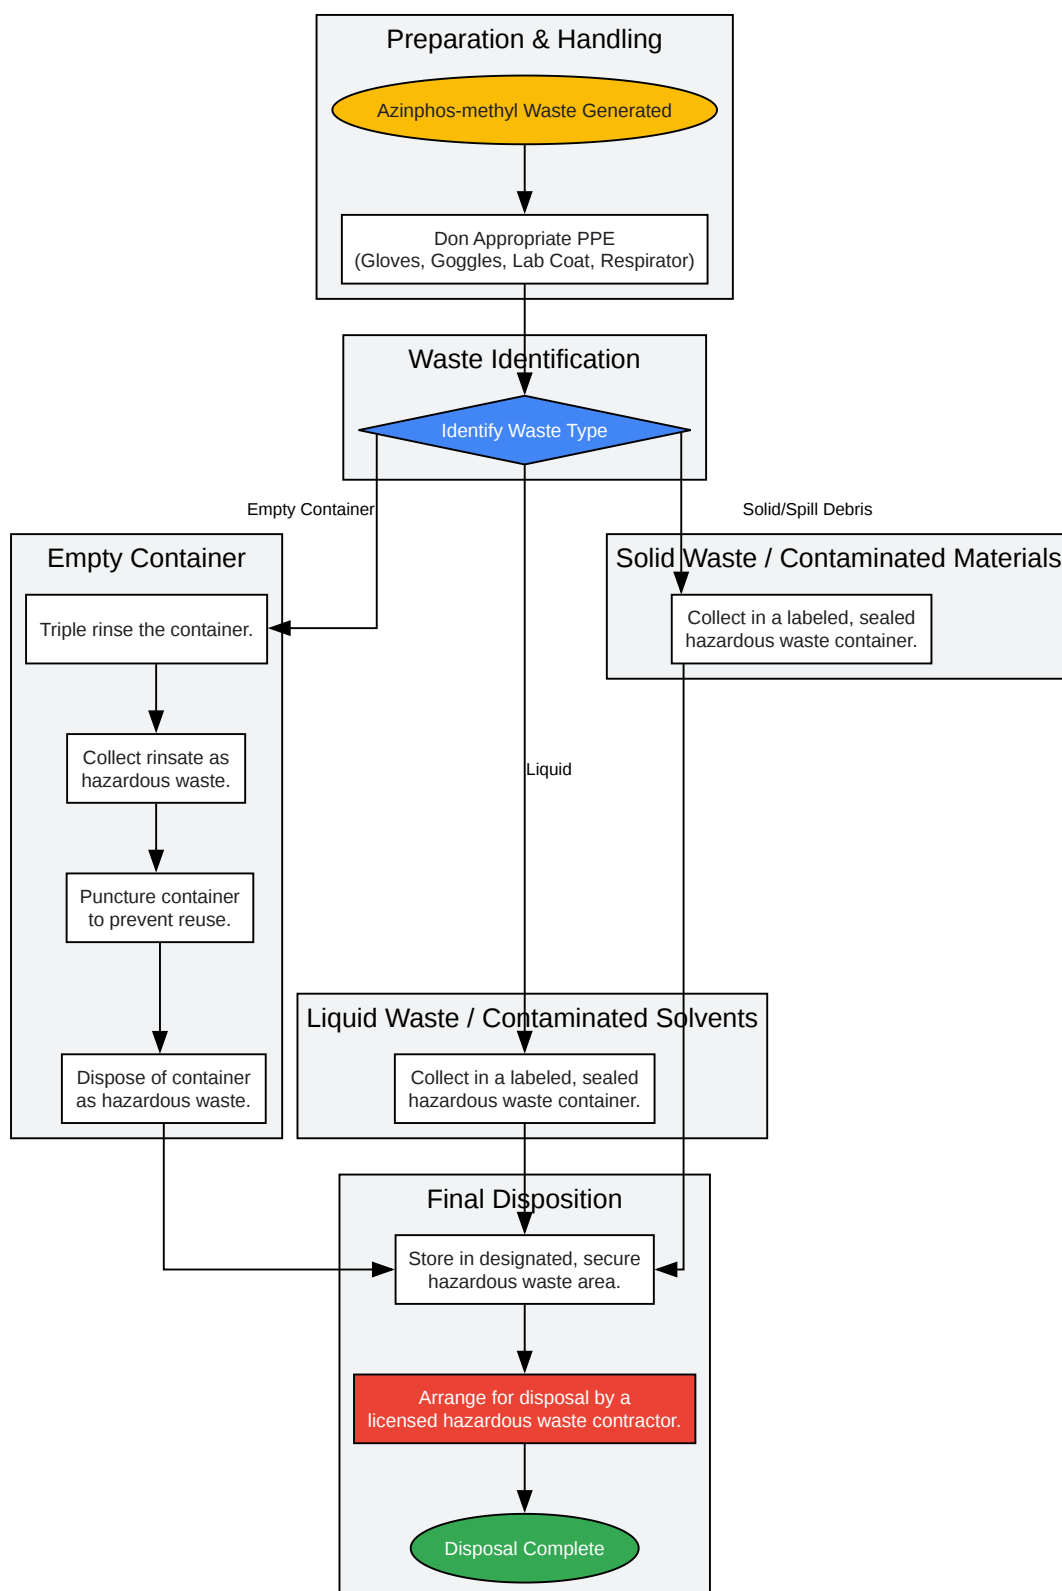 Preparation & Handling
Azinphos-methyl Waste Generated
Don Appropriate PPE
(Gloves, Goggles, Lab Coat, Respirator)
Waste Identification
Identify Waste Type
Empty Container
Solid/Spill Debris
Empty Container
Triple rinse the container.
Collect rinsate as
hazardous waste.
Puncture container
to prevent reuse.
Dispose of container
as hazardous waste.
Solid Waste / Contaminated Materials
Collect in a labeled, sealed
hazardous waste container.
Liquid
Liquid Waste / Contaminated Solvents
Collect in a labeled, sealed
hazardous waste container.
Final Disposition
Store in designated, secure
hazardous waste area.
Arrange for disposal by a
licensed hazardous waste contractor.
Disposal Complete